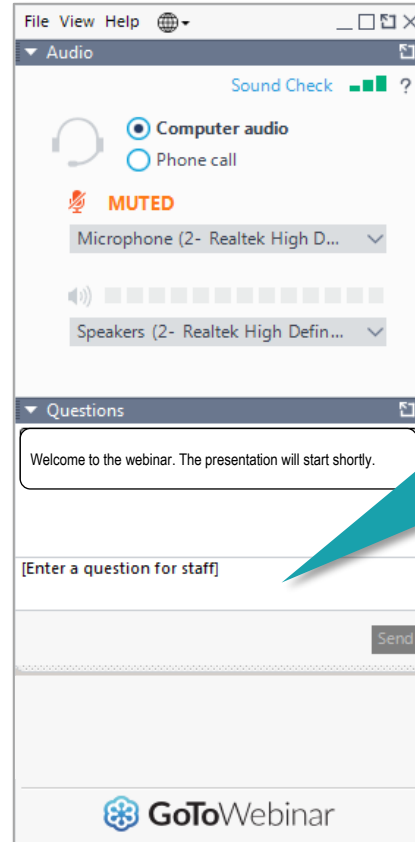 File View Help
Audio
Sound Check ?
Computer audio
Phone call
MUTED
Microphone (2- Realtek High D...
Speakers (2- Realtek High Defin...
Questions
Welcome to the webinar. The presentation will start shortly.
[Enter a question for staff]
Send
GoToWebinar